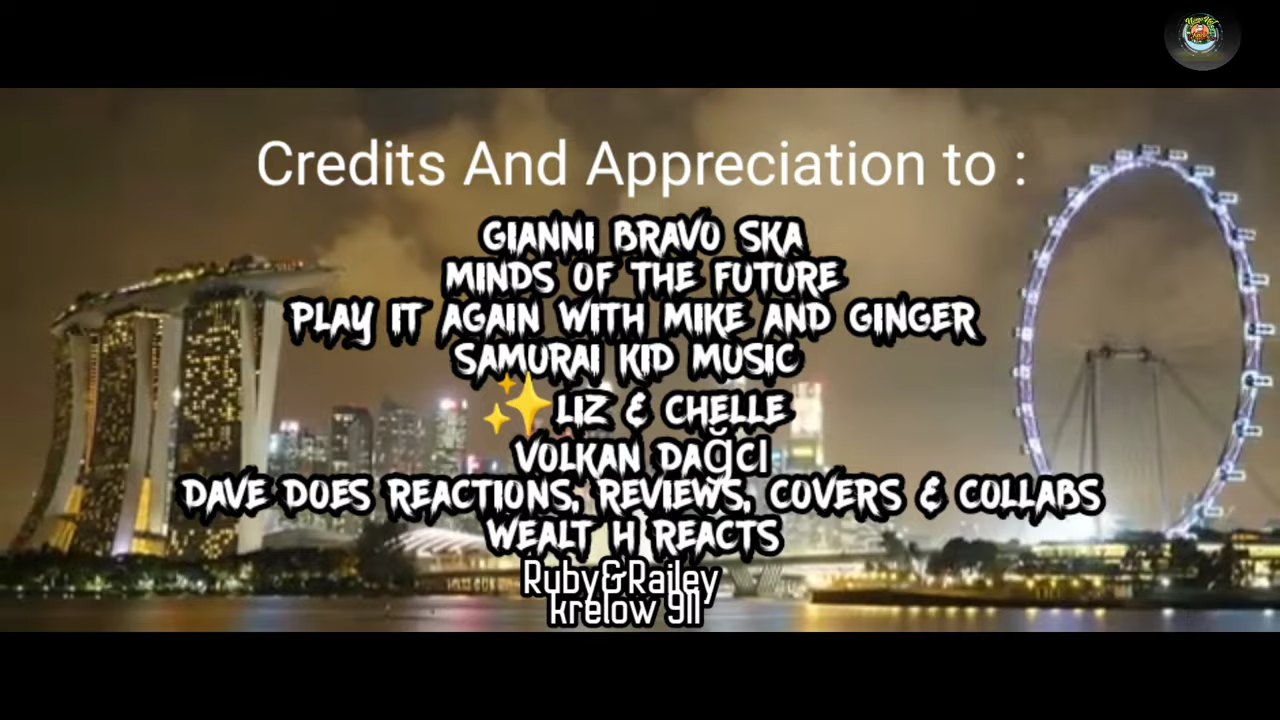 Credits And Appreciation to :
GIANNI BRAVO SKA
MINDS OF THE FUTURE
PLAY IT AGAIN WITH MIKE AND GINGER
SAMURAI KID MUSIC
✨LIZ & CHELLE
VOLKAN DAğCI
DAVE DOES REACTIONS, REVIEWS, COVERS & COLLABS
WEALT H REACTS
Ruby&Railey
krelow 911